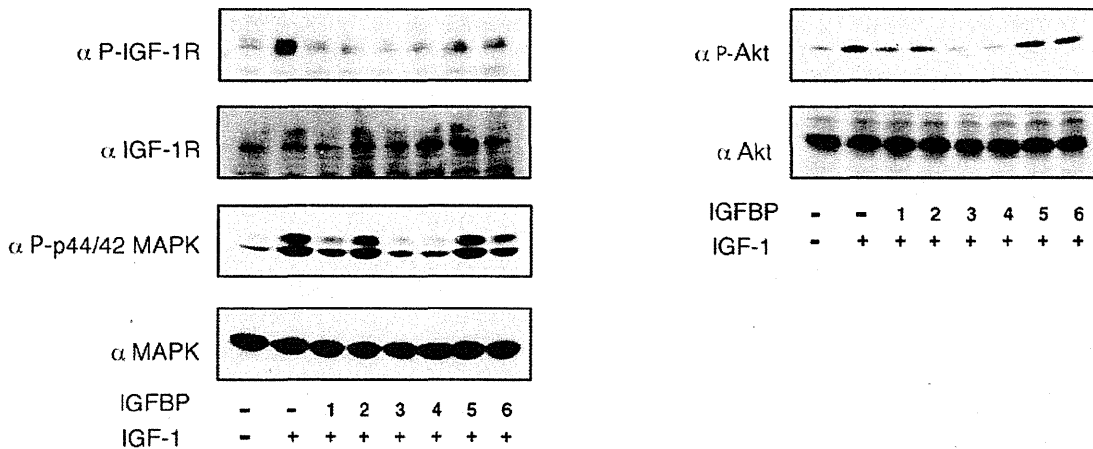 α P-IGF-1R
α IGF-1R
α P-p44/42 MAPK
α MAPK
IGFBP - - 1 2 3 4 5 6
IGF-1 - + + + + + + +
α P-Akt
α Akt
IGFBP - - 1 2 3 4 5 6
IGF-1 - + + + + + + +